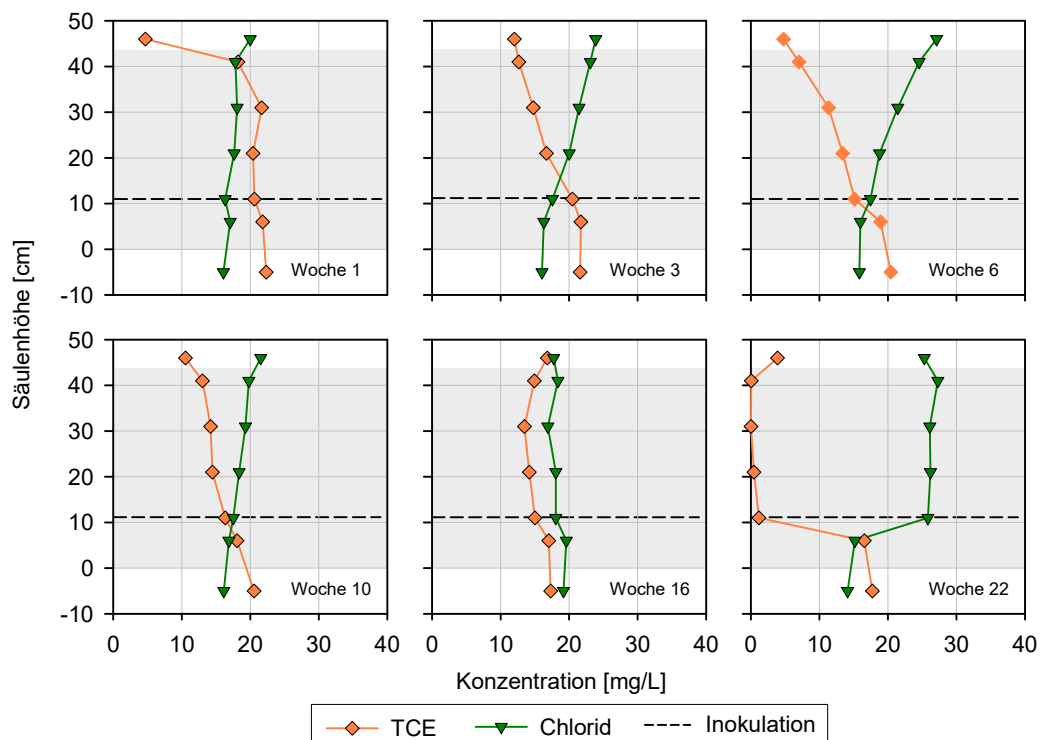 50
40
30
20
10
0
-10
Woche 1
Woche 3
Woche 6
Säulenhöhe [cm]
50
40
30
20
10
0
-10
Woche 10
Woche 16
Woche 22
0 10 20 30 40
0 10 20 30 40
0 10 20 30 40
Konzentration [mg/L]
TCE Chlorid Inokulation